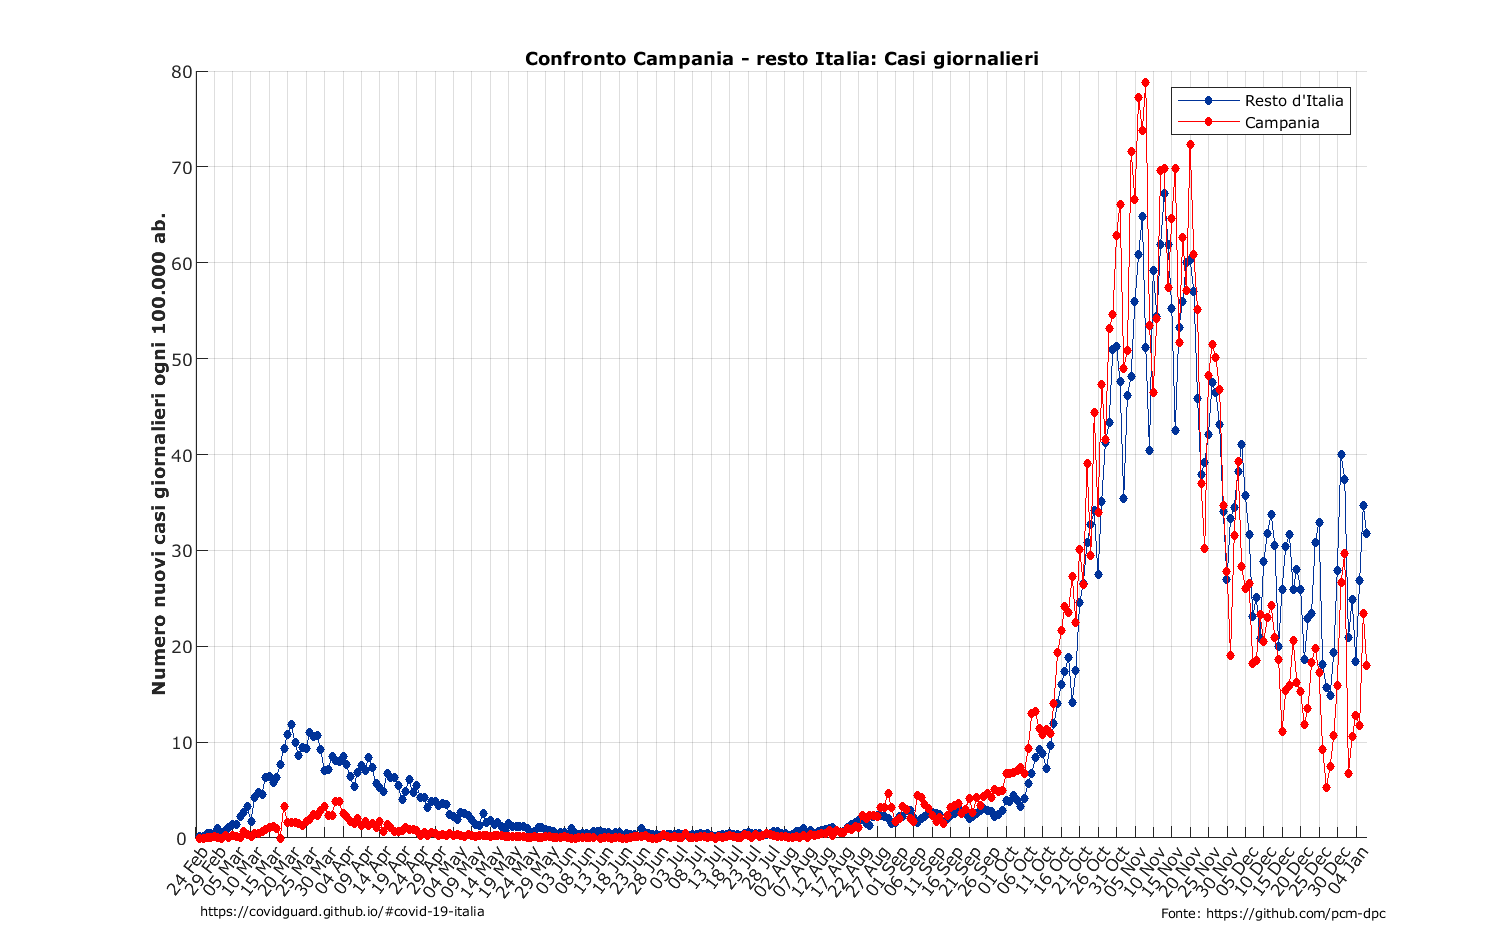 Confronto Campania - resto Italia: Casi giornalieri
Resto d'Italia
Campania
Numero nuovi casi giornalieri ogni 100.000 ab.
80
70
60
50
40
30
20
10
0
24 Feb
29 Feb
05 Mar
10 Mar
15 Mar
20 Mar
25 Mar
30 Mar
04 Apr
09 Apr
14 Apr
19 Apr
24 Apr
29 Apr
04 May
09 May
14 May
19 May
24 May
29 May
03 Jun
08 Jun
13 Jun
18 Jun
23 Jun
28 Jun
03 Jul
08 Jul
13 Jul
18 Jul
23 Jul
28 Jul
02 Aug
07 Aug
12 Aug
17 Aug
22 Aug
27 Aug
01 Sep
06 Sep
11 Sep
16 Sep
21 Sep
26 Sep
01 Oct
06 Oct
11 Oct
16 Oct
21 Oct
26 Oct
31 Oct
05 Nov
10 Nov
15 Nov
20 Nov
25 Nov
30 Nov
05 Dec
10 Dec
15 Dec
20 Dec
25 Dec
30 Dec
04 Jan
https://covidguard.github.io/#covid-19-italia
Fonte: https://github.com/pcm-dpc